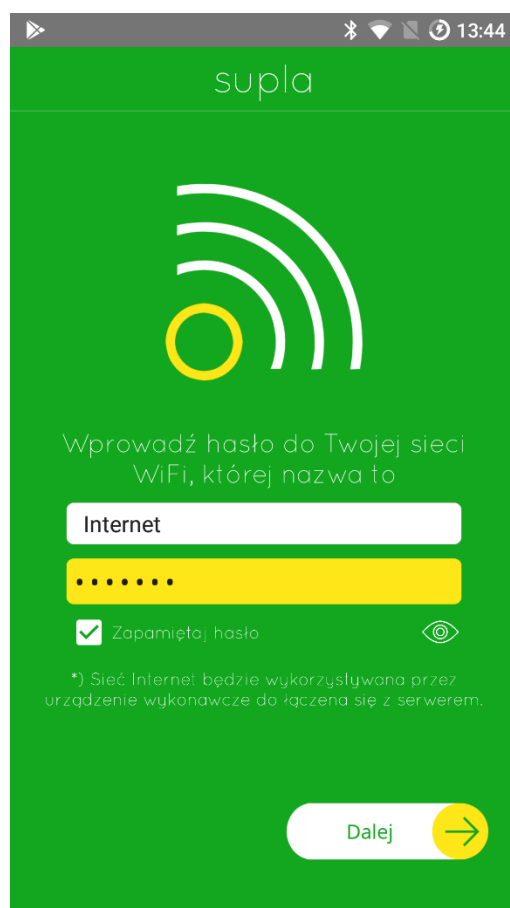 13:44
supla
Wprowadź hasło do Twojej sieci
WiFi, której nazwa to
Internet
•••••••
Zapamiętaj hasło
*) Sieć Internet będzie wykorzystywana przez
urządzenie wykonawcze do łączena się z serwerem.
Dalej